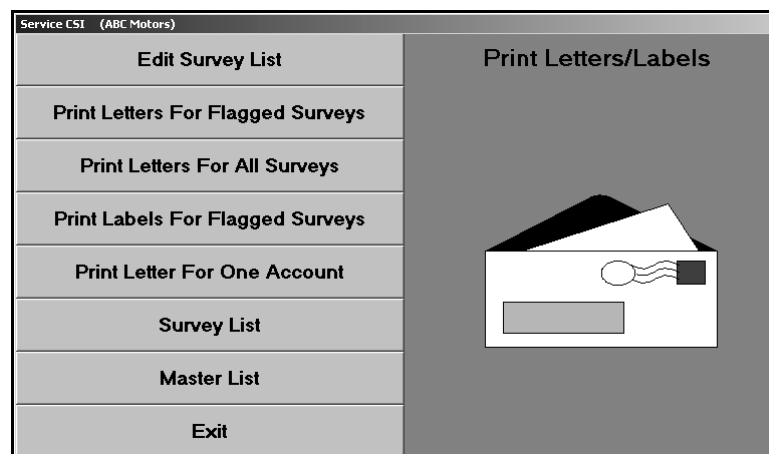 Service CSI (ABC Motors)
Edit Survey List
Print Letters For Flagged Surveys
Print Letters For All Surveys
Print Labels For Flagged Surveys
Print Letter For One Account
Survey List
Master List
Exit
Print Letters/Labels